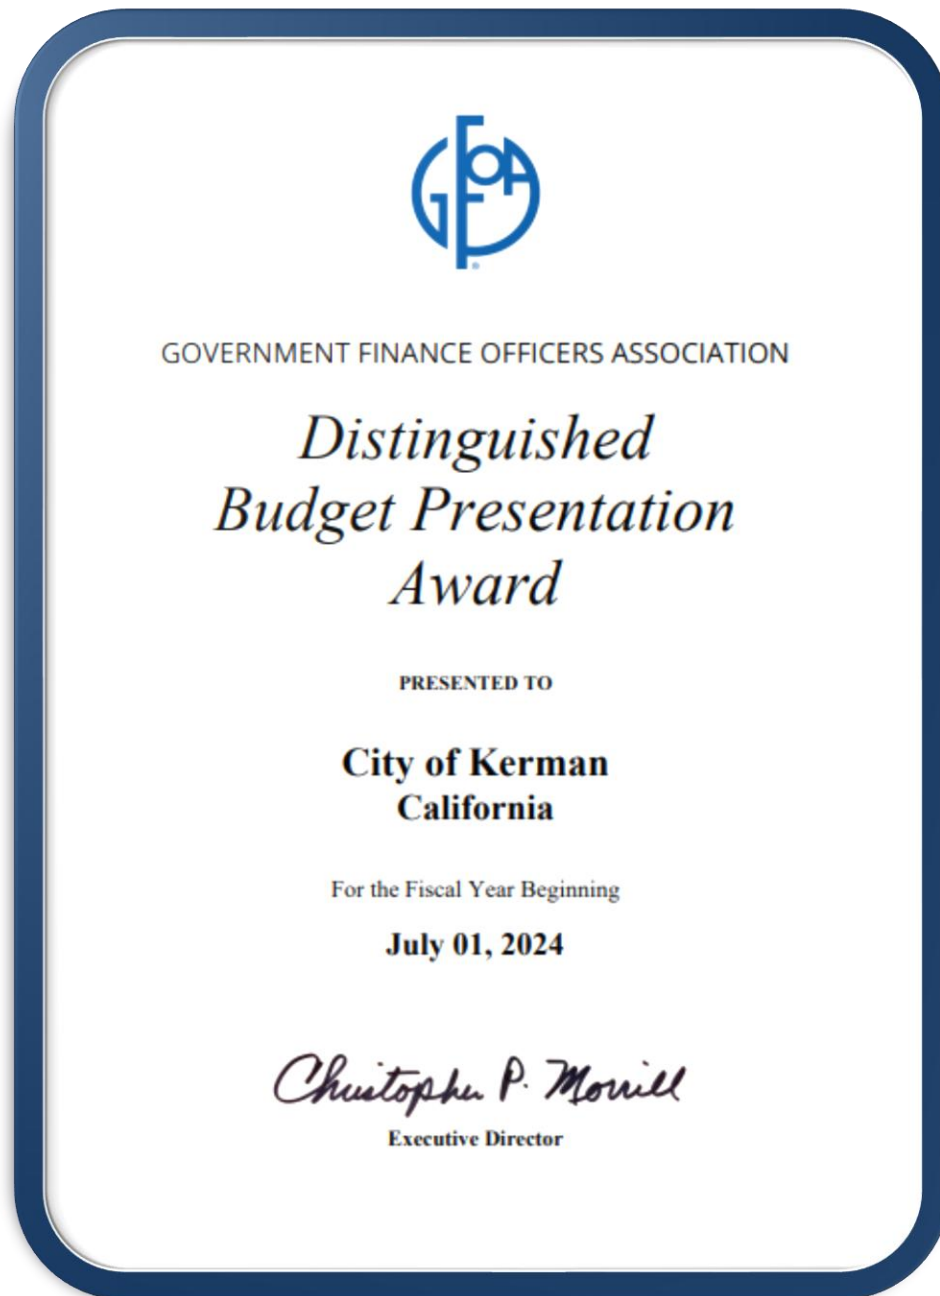 GFOA
GOVERNMENT FINANCE OFFICERS ASSOCIATION
Distinguished
Budget Presentation
Award
PRESENTED TO
City of Kerman
California
For the Fiscal Year Beginning
July 01, 2024
Christopher P. Morrill
Executive Director